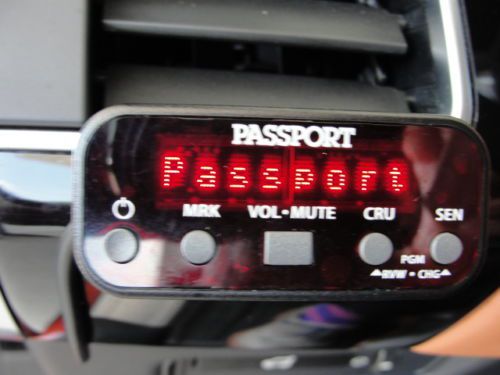 PASSPORT
Passport
MRK VOL•MUTE CRU SEN
PGM
▲RVW • CHG▲